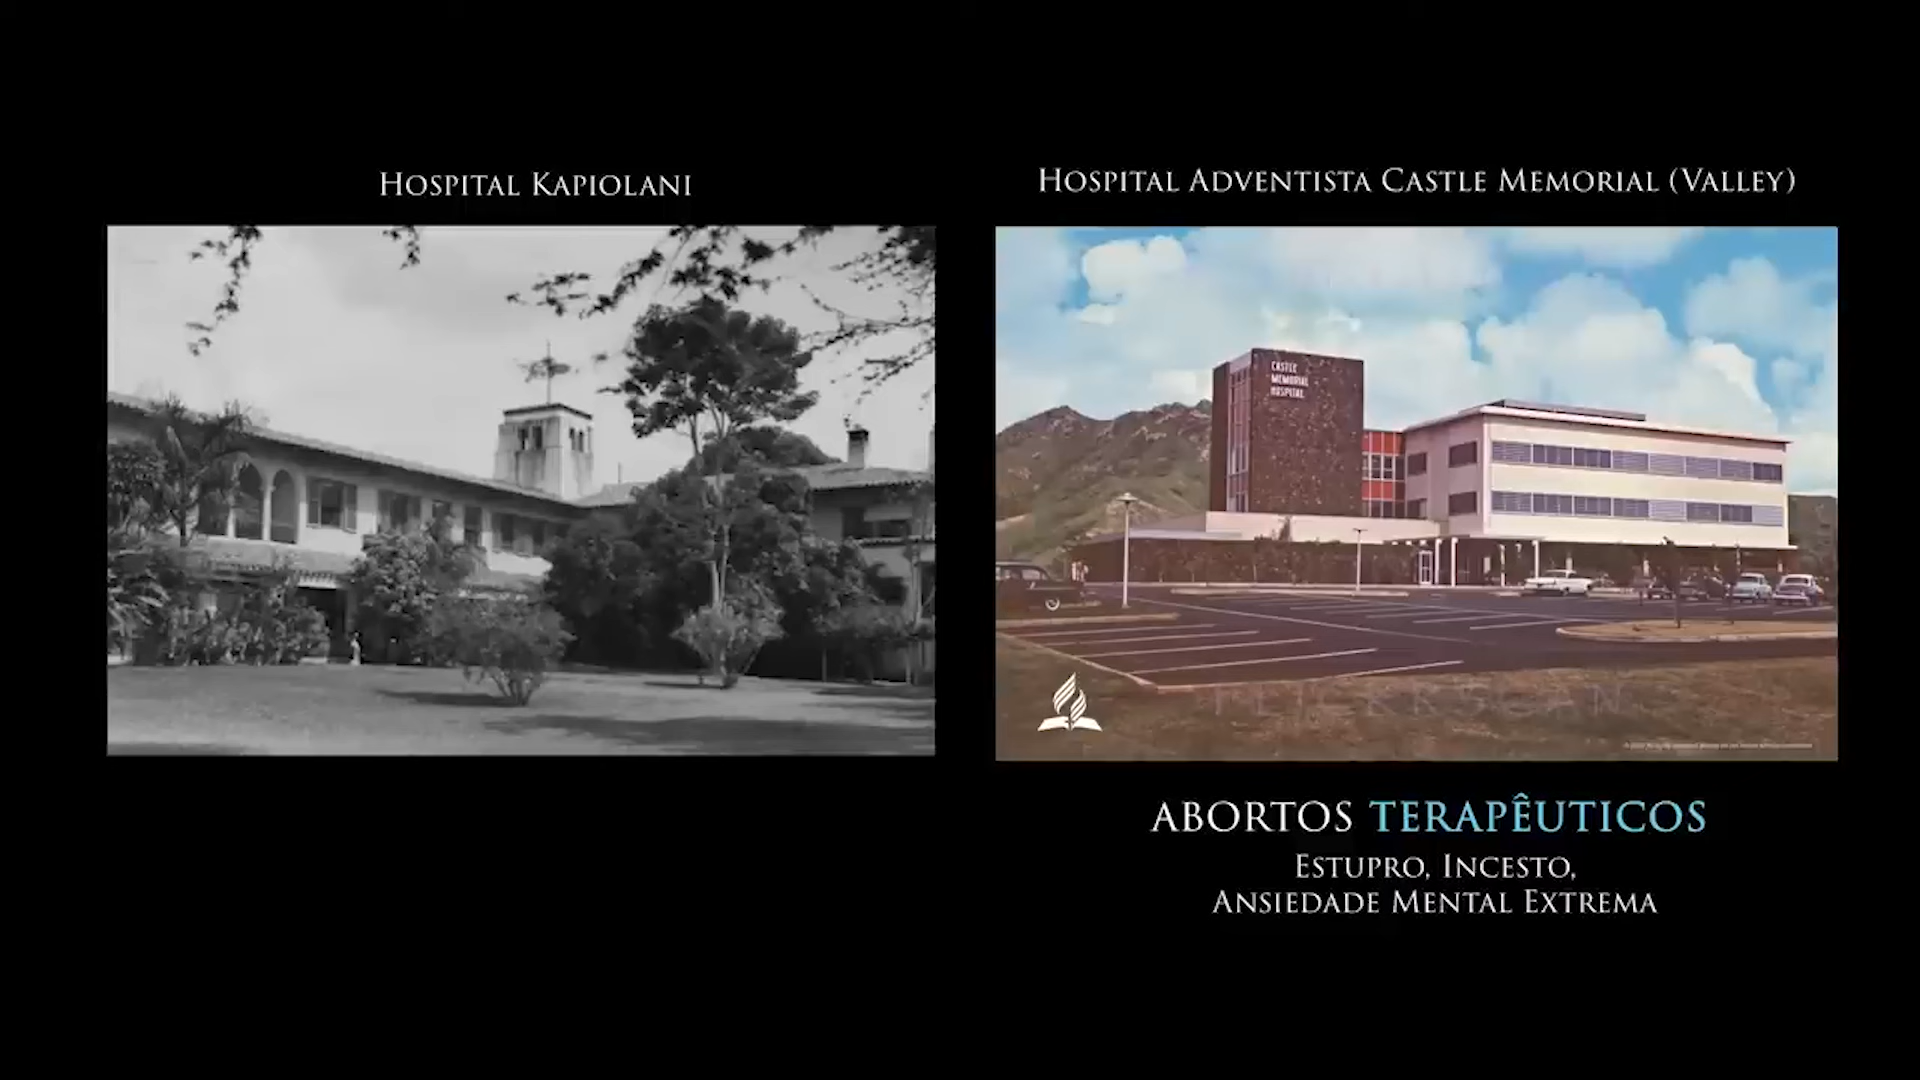 Hospital Kapiolani
Hospital Adventista Castle Memorial (Valley)
CASTLE
MEMORIAL
HOSPITAL
ABORTOS TERAPÊUTICOS
Estupro, Incesto,
Ansiedade Mental Extrema